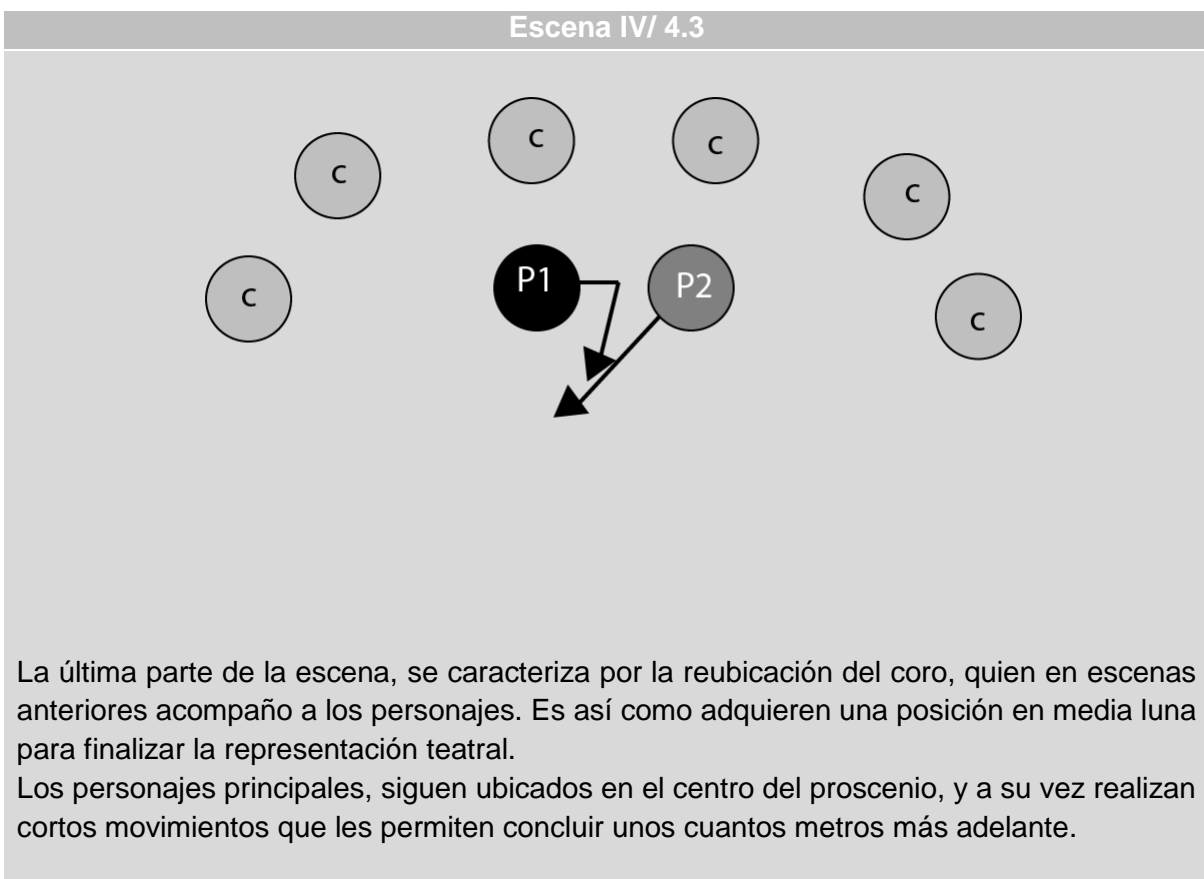 Escena IV/ 4.3
C
C
C
C
P1
P2
C
C
La última parte de la escena, se caracteriza por la reubicación del coro, quien en escenas
anteriores acompaño a los personajes. Es así como adquieren una posición en media luna
para finalizar la representación teatral.
Los personajes principales, siguen ubicados en el centro del proscenio, y a su vez realizan
cortos movimientos que les permiten concluir unos cuantos metros más adelante.